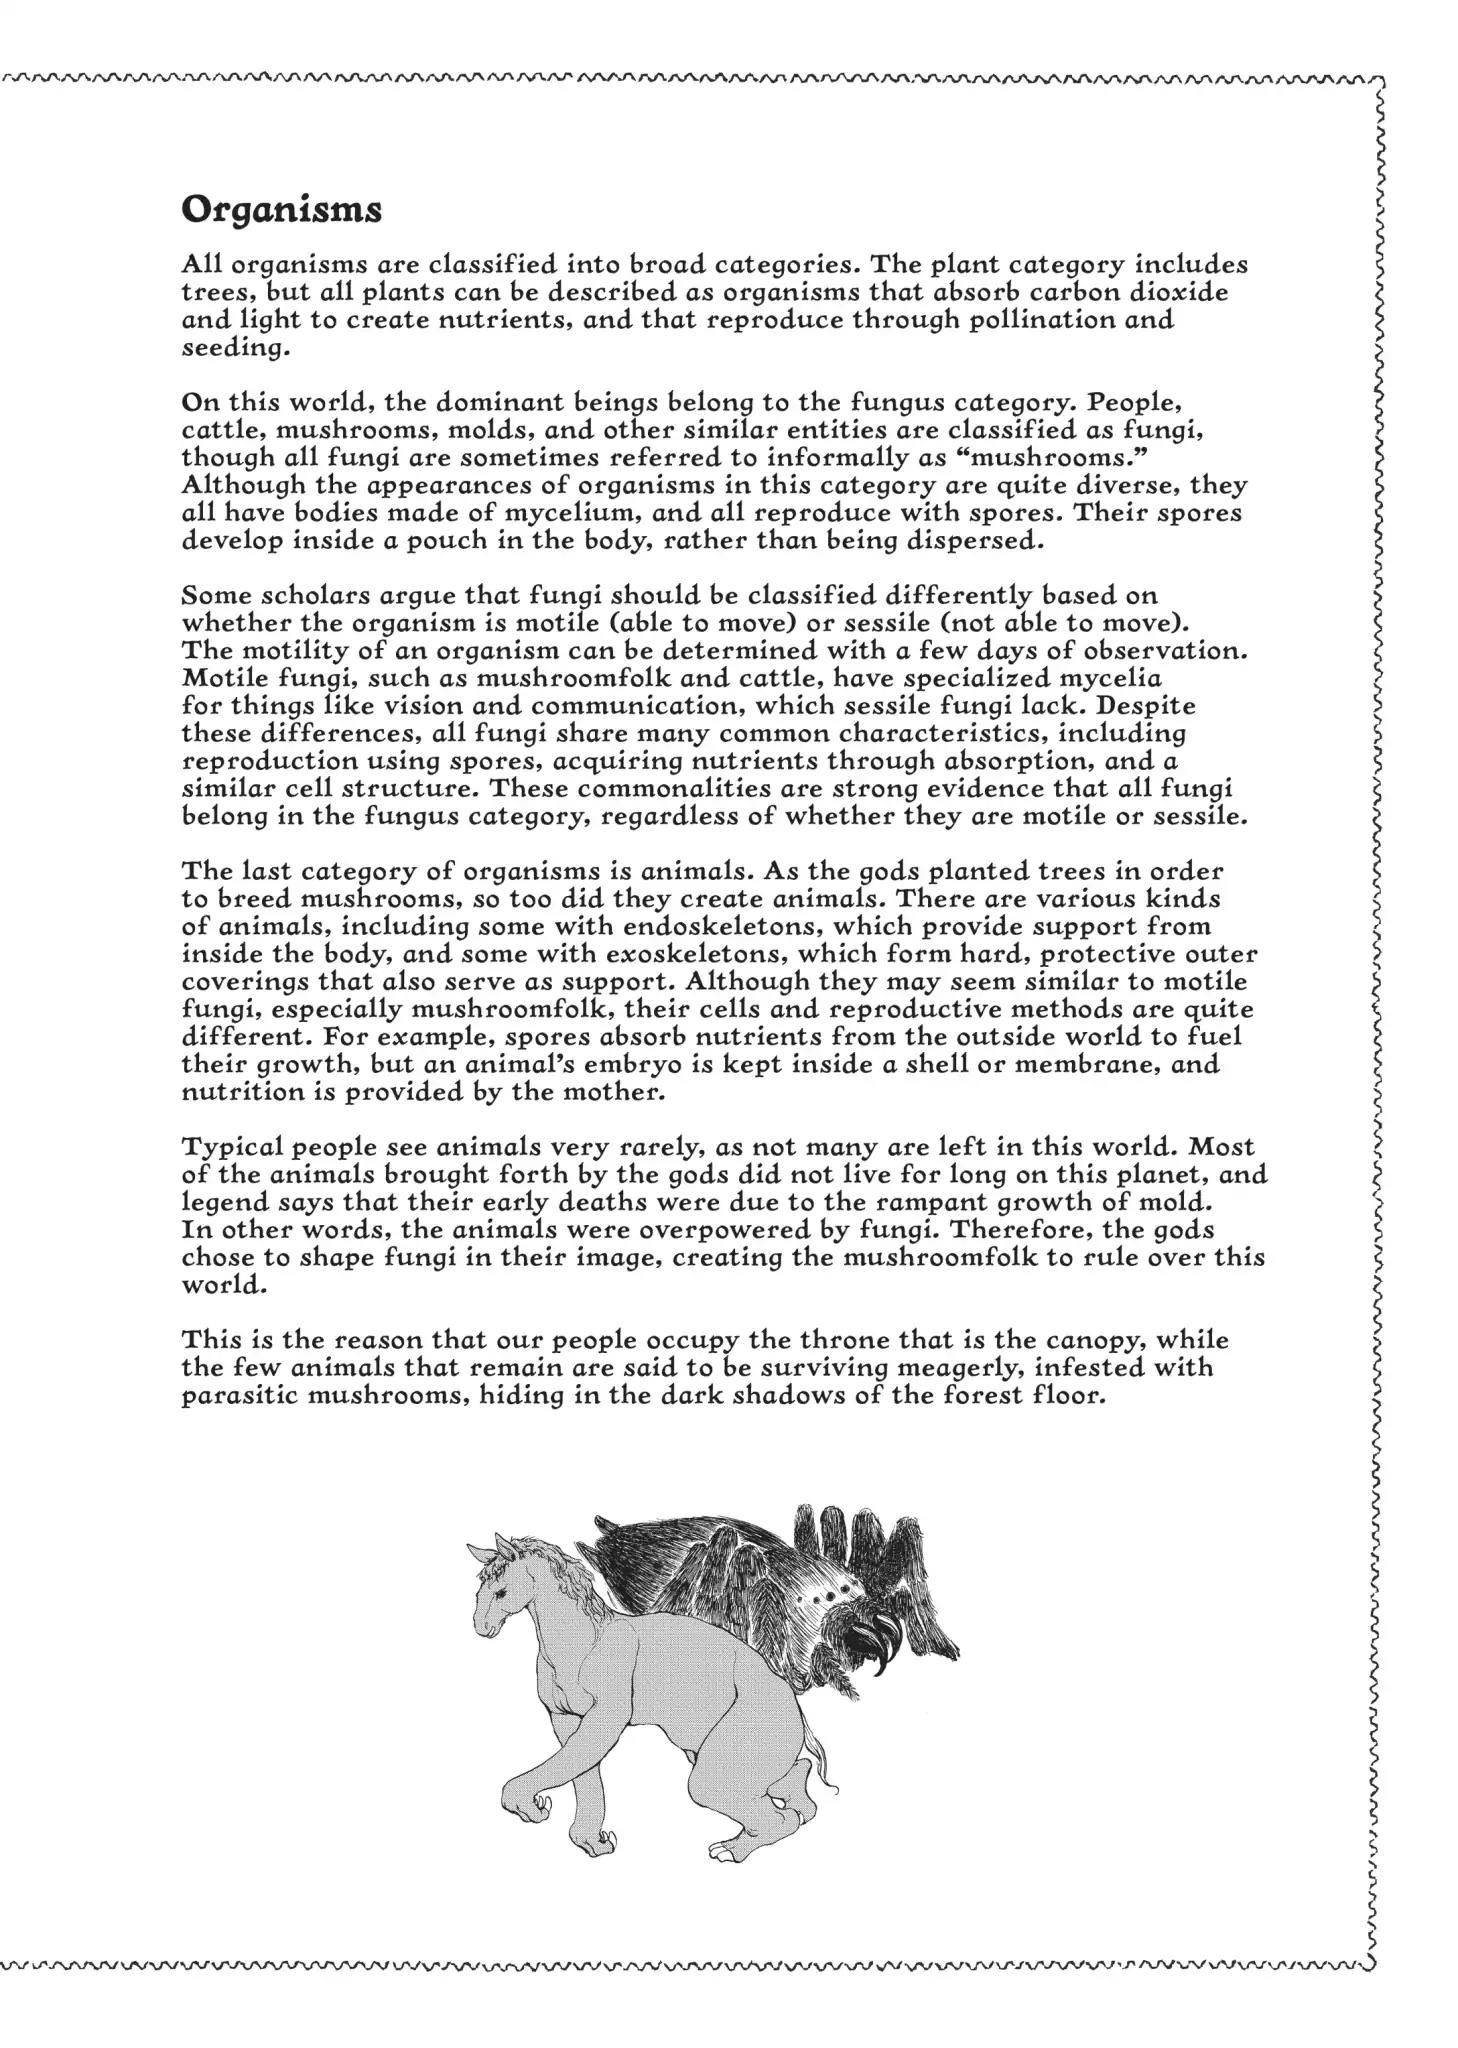 Organisms
All organisms are classified into broad categories. The plant category includes
trees, but all plants can be described as organisms that absorb carbon dioxide
and light to create nutrients, and that reproduce through pollination and
seeding.
On this world, the dominant beings belong to the fungus category. People,
cattle, mushrooms, molds, and other similar entities are classified as fungi,
though all fungi are sometimes referred to informally as “mushrooms.”
Although the appearances of organisms in this category are quite diverse, they
all have bodies made of mycelium, and all reproduce with spores. Their spores
develop inside a pouch in the body, rather than being dispersed.
Some scholars argue that fungi should be classified differently based on
whether the organism is motile (able to move) or sessile (not able to move).
The motility of an organism can be determined with a few days of observation.
Motile fungi, such as mushroomfolk and cattle, have specialized mycelia
for things like vision and communication, which sessile fungi lack. Despite
these differences, all fungi share many common characteristics, including
reproduction using spores, acquiring nutrients through absorption, and a
similar cell structure. These commonalities are strong evidence that all fungi
belong in the fungus category, regardless of whether they are motile or sessile.
The last category of organisms is animals. As the gods planted trees in order
to breed mushrooms, so too did they create animals. There are various kinds
of animals, including some with endoskeletons, which provide support from
inside the body, and some with exoskeletons, which form hard, protective outer
coverings that also serve as support. Although they may seem similar to motile
fungi, especially mushroomfolk, their cells and reproductive methods are quite
different. For example, spores absorb nutrients from the outside world to fuel
their growth, but an animal’s embryo is kept inside a shell or membrane, and
nutrition is provided by the mother.
Typical people see animals very rarely, as not many are left in this world. Most
of the animals brought forth by the gods did not live for long on this planet, and
legend says that their early deaths were due to the rampant growth of mold.
In other words, the animals were overpowered by fungi. Therefore, the gods
chose to shape fungi in their image, creating the mushroomfolk to rule over this
world.
This is the reason that our people occupy the throne that is the canopy, while
the few animals that remain are said to be surviving meagerly, infested with
parasitic mushrooms, hiding in the dark shadows of the forest floor.